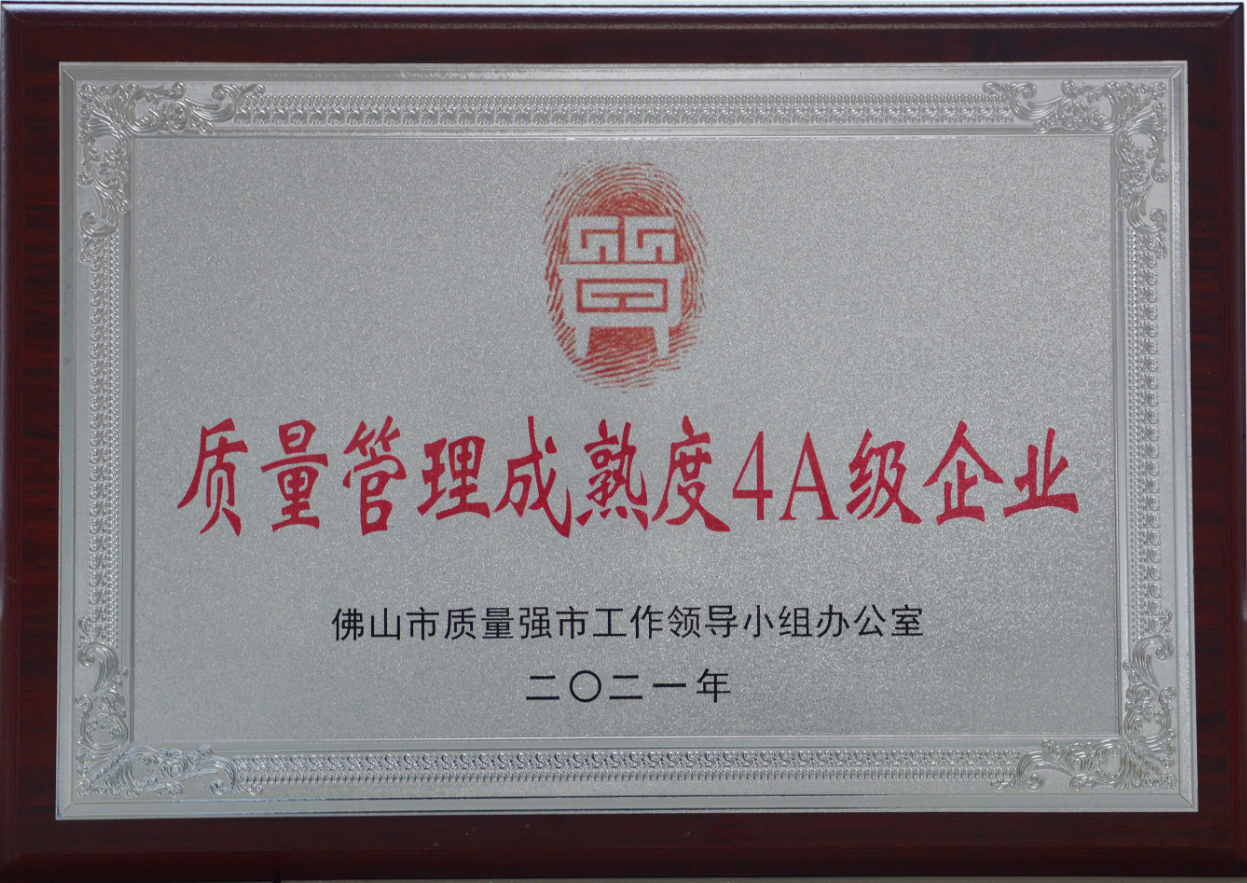 質
质量管理成熟度4A级企业
佛山市质量强市工作领导小组办公室
二〇二一年